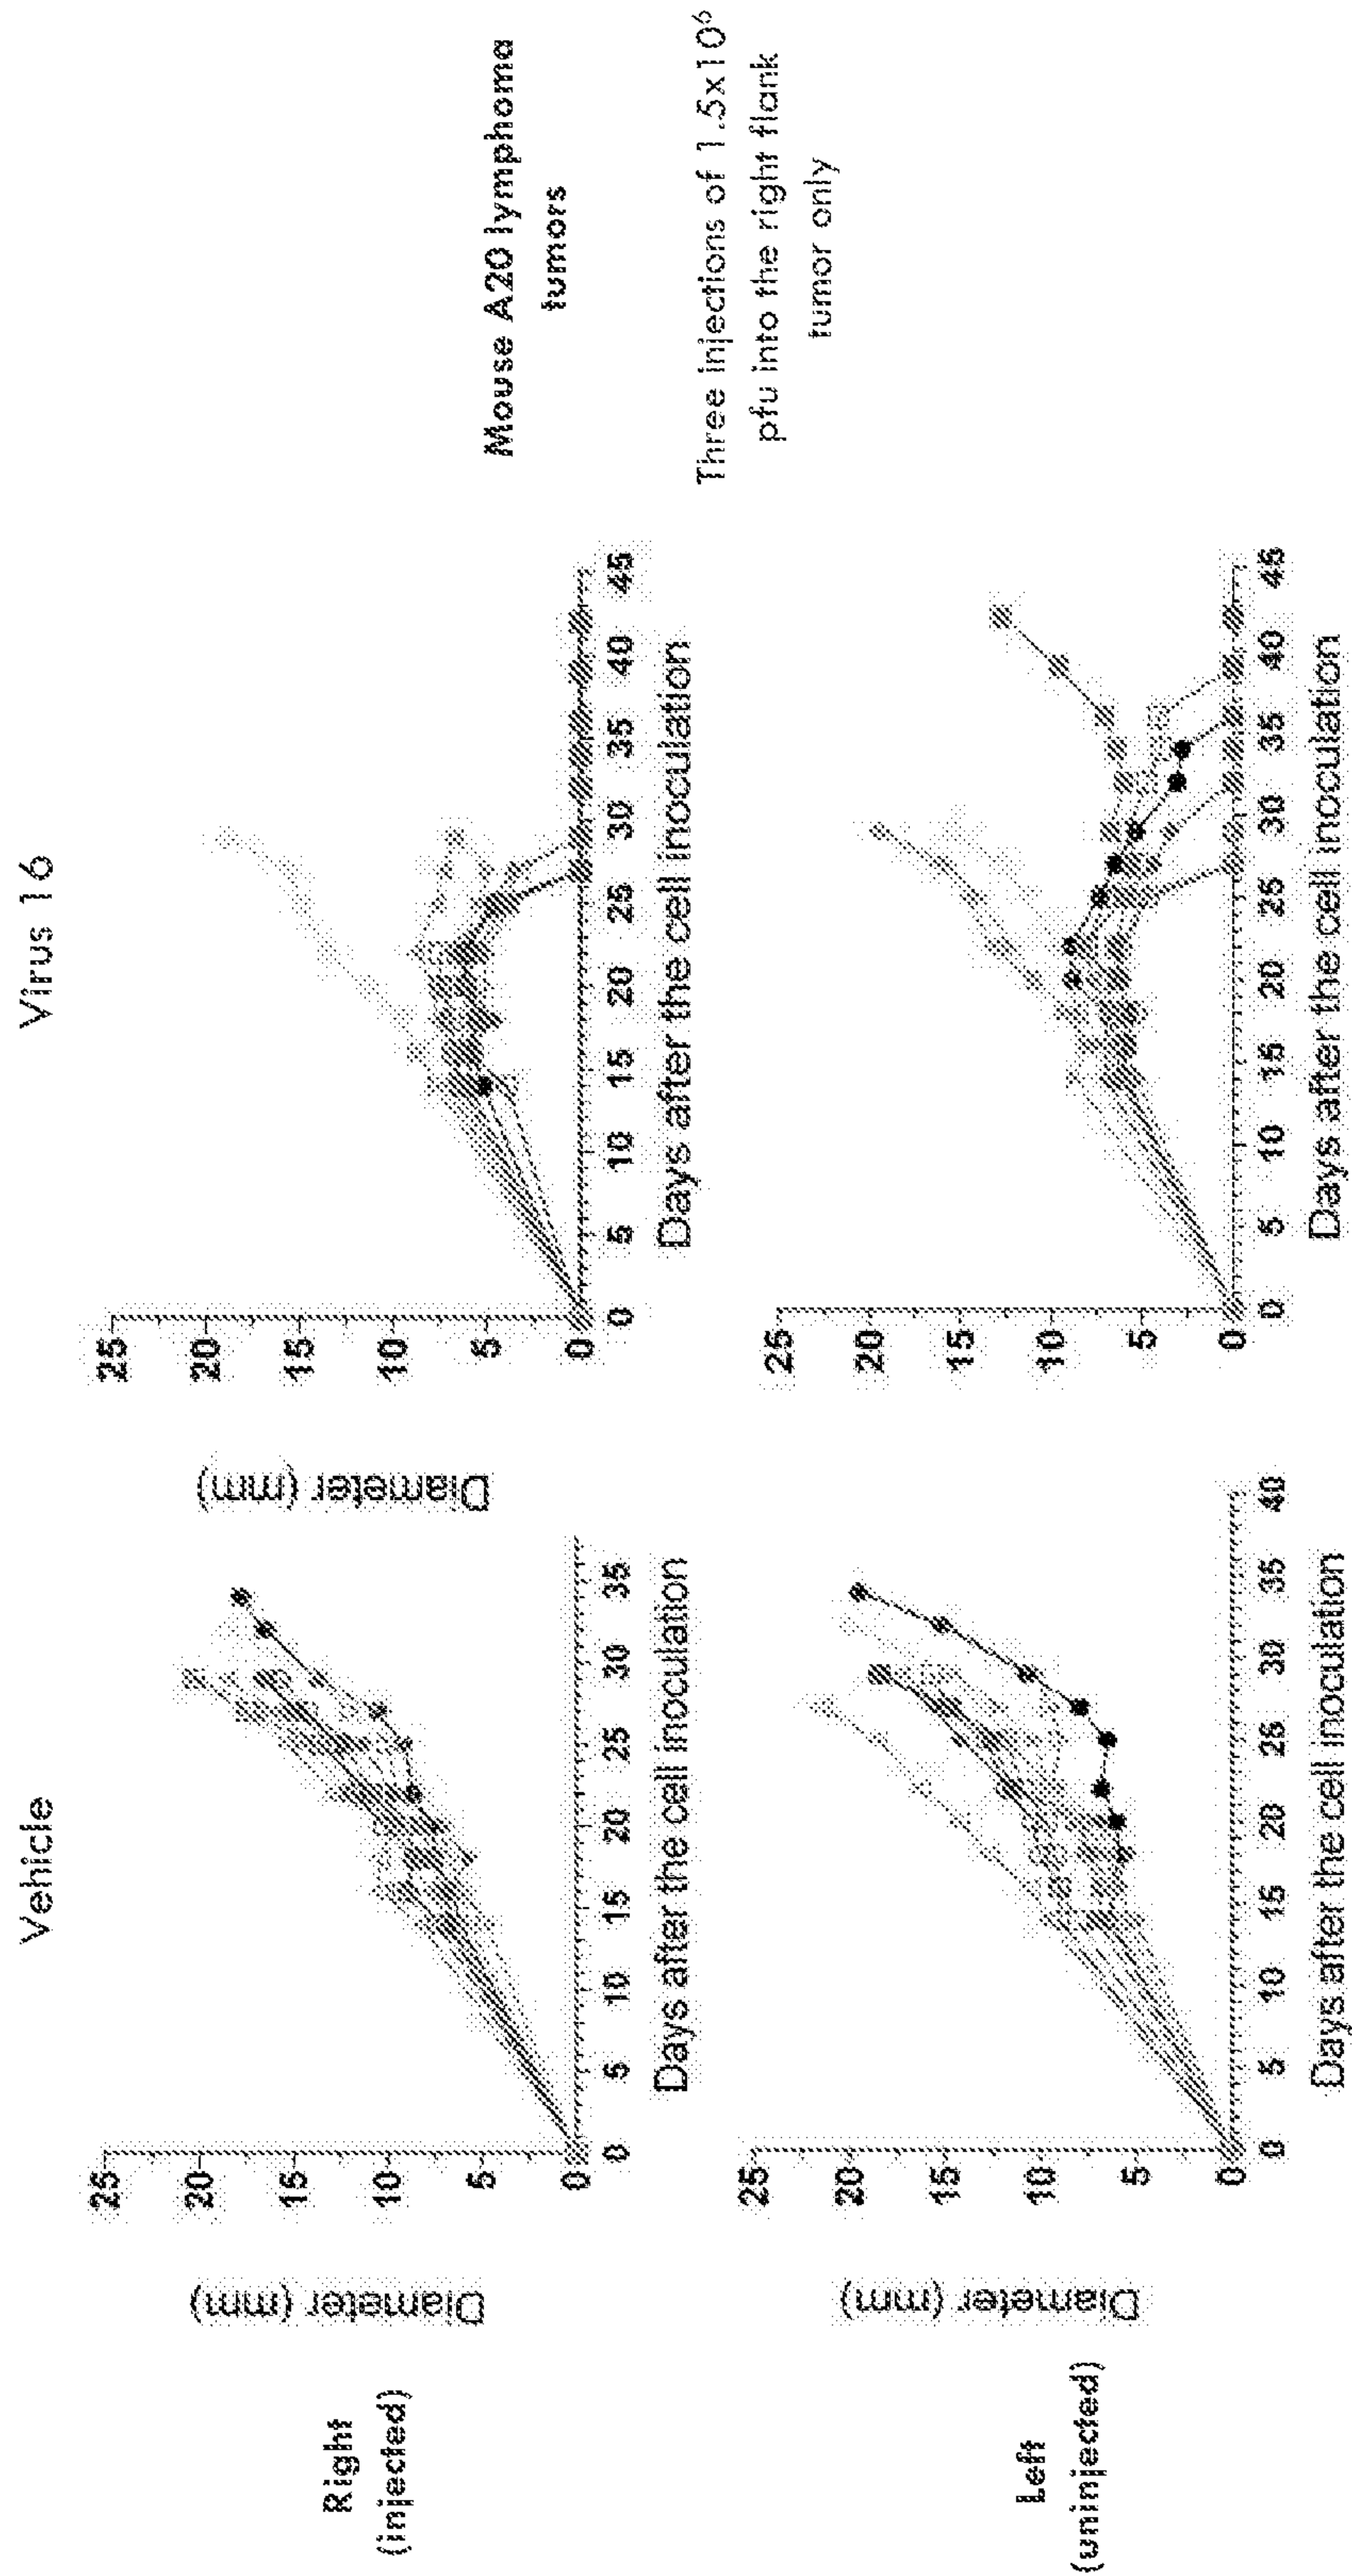 Vehicle
Virus 16
Right
(injected)
Diameter (mm)
25
20
15
10
5
0
0 5 10 15 20 25 30 35
Days after the cell inoculation
Diameter (mm)
25
20
15
10
5
0
0 5 10 15 20 25 30 35 40 45
Days after the cell inoculation
Mouse A20 lymphoma
tumors
Three injections of 1.5x10⁶
pfu into the right flank
tumor only
Left
(uninjected)
Diameter (mm)
25
20
15
10
5
0
0 5 10 15 20 25 30 35 40
Days after the cell inoculation
25
20
15
10
5
0
0 5 10 15 20 25 30 35 40 45
Days after the cell inoculation